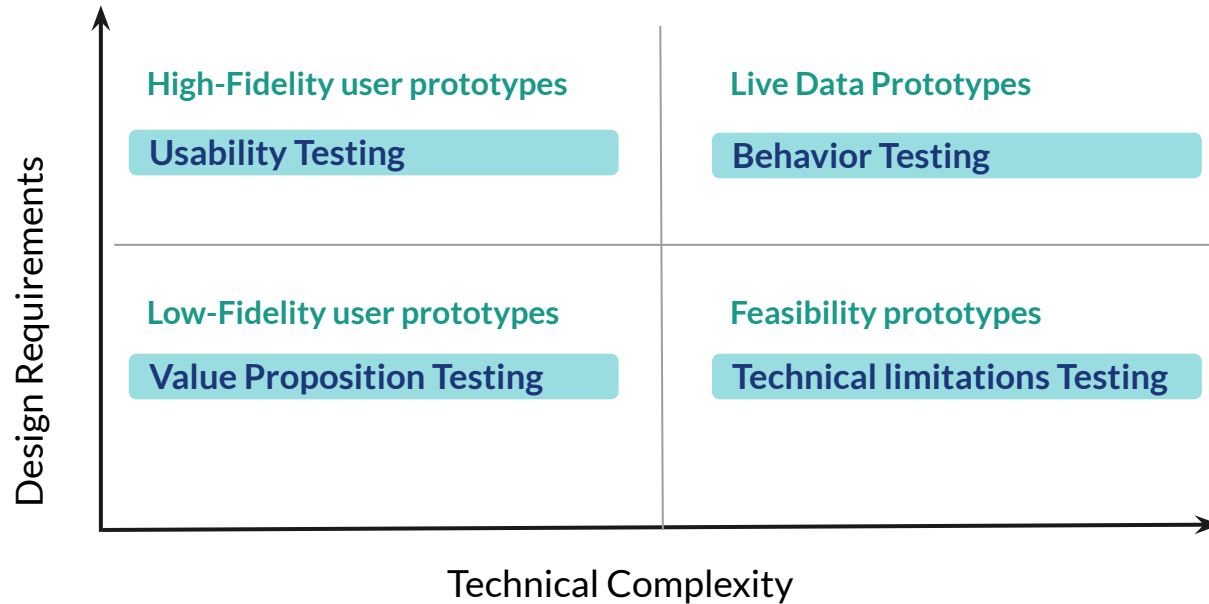 High-Fidelity user prototypes
Usability Testing
Live Data Prototypes
Behavior Testing
Low-Fidelity user prototypes
Value Proposition Testing
Feasibility prototypes
Technical limitations Testing
Design Requirements
Technical Complexity